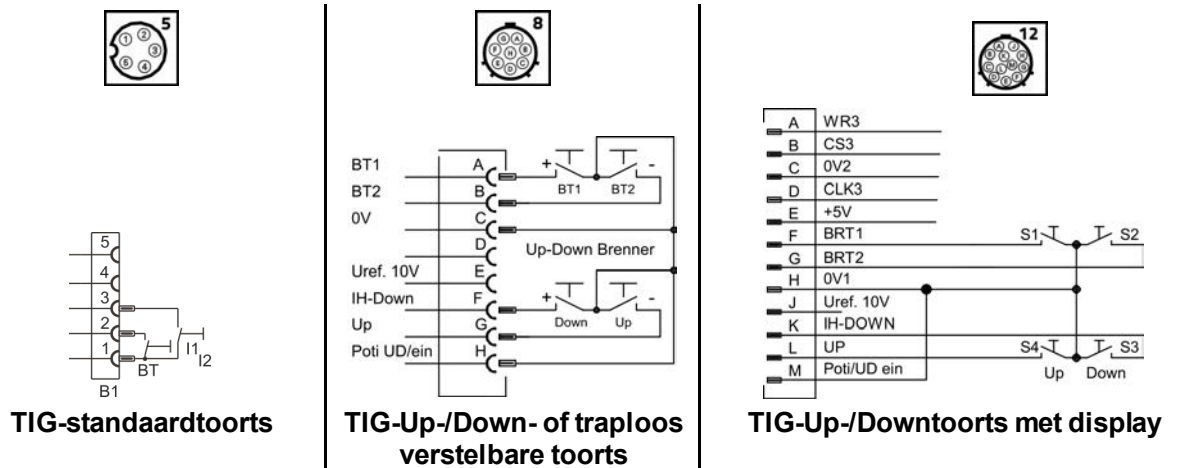 5
1 2 3 4 5
5
4
3
2
1
BT
I1
I2
B1
TIG-standaardtoorts
8
G A
F H B
E D C
BT1
BT2
0V
Uref. 10V
IH-Down
Up
Poti UD/ein
A
B
C
D
E
F
G
H
+ -
BT1 BT2
Up-Down Brenner
+ -
Down Up
TIG-Up-/Down- of traploos
verstelbare toorts
12
A J
B K H
C L M G
D E F
A WR3
B CS3
C 0V2
D CLK3
E +5V
F BRT1
G BRT2
H 0V1
J Uref. 10V
K IH-DOWN
L UP
M Poti/UD ein
S1 S2
S4 S3
Up Down
TIG-Up-/Downtoorts met display